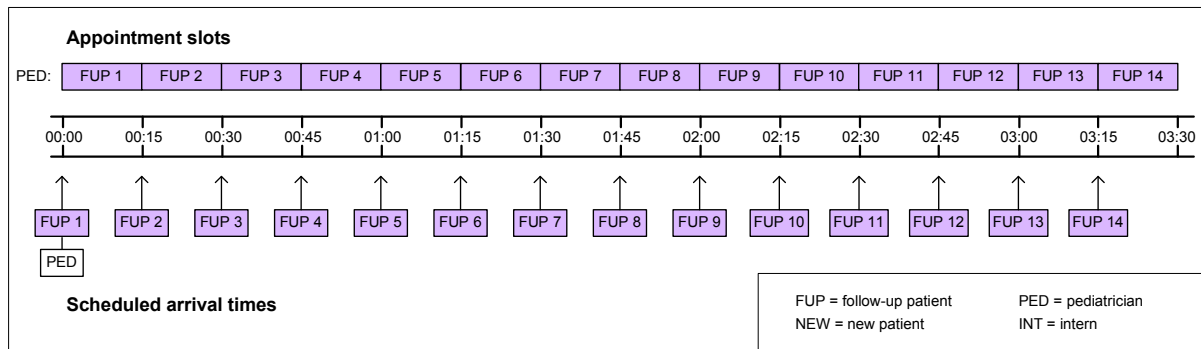 Appointment slots
PED: FUP 1 FUP 2 FUP 3 FUP 4 FUP 5 FUP 6 FUP 7 FUP 8 FUP 9 FUP 10 FUP 11 FUP 12 FUP 13 FUP 14
00:00 00:15 00:30 00:45 01:00 01:15 01:30 01:45 02:00 02:15 02:30 02:45 03:00 03:15 03:30
FUP 1 FUP 2 FUP 3 FUP 4 FUP 5 FUP 6 FUP 7 FUP 8 FUP 9 FUP 10 FUP 11 FUP 12 FUP 13 FUP 14
PED
Scheduled arrival times
FUP = follow-up patient PED = pediatrician
NEW = new patient INT = intern